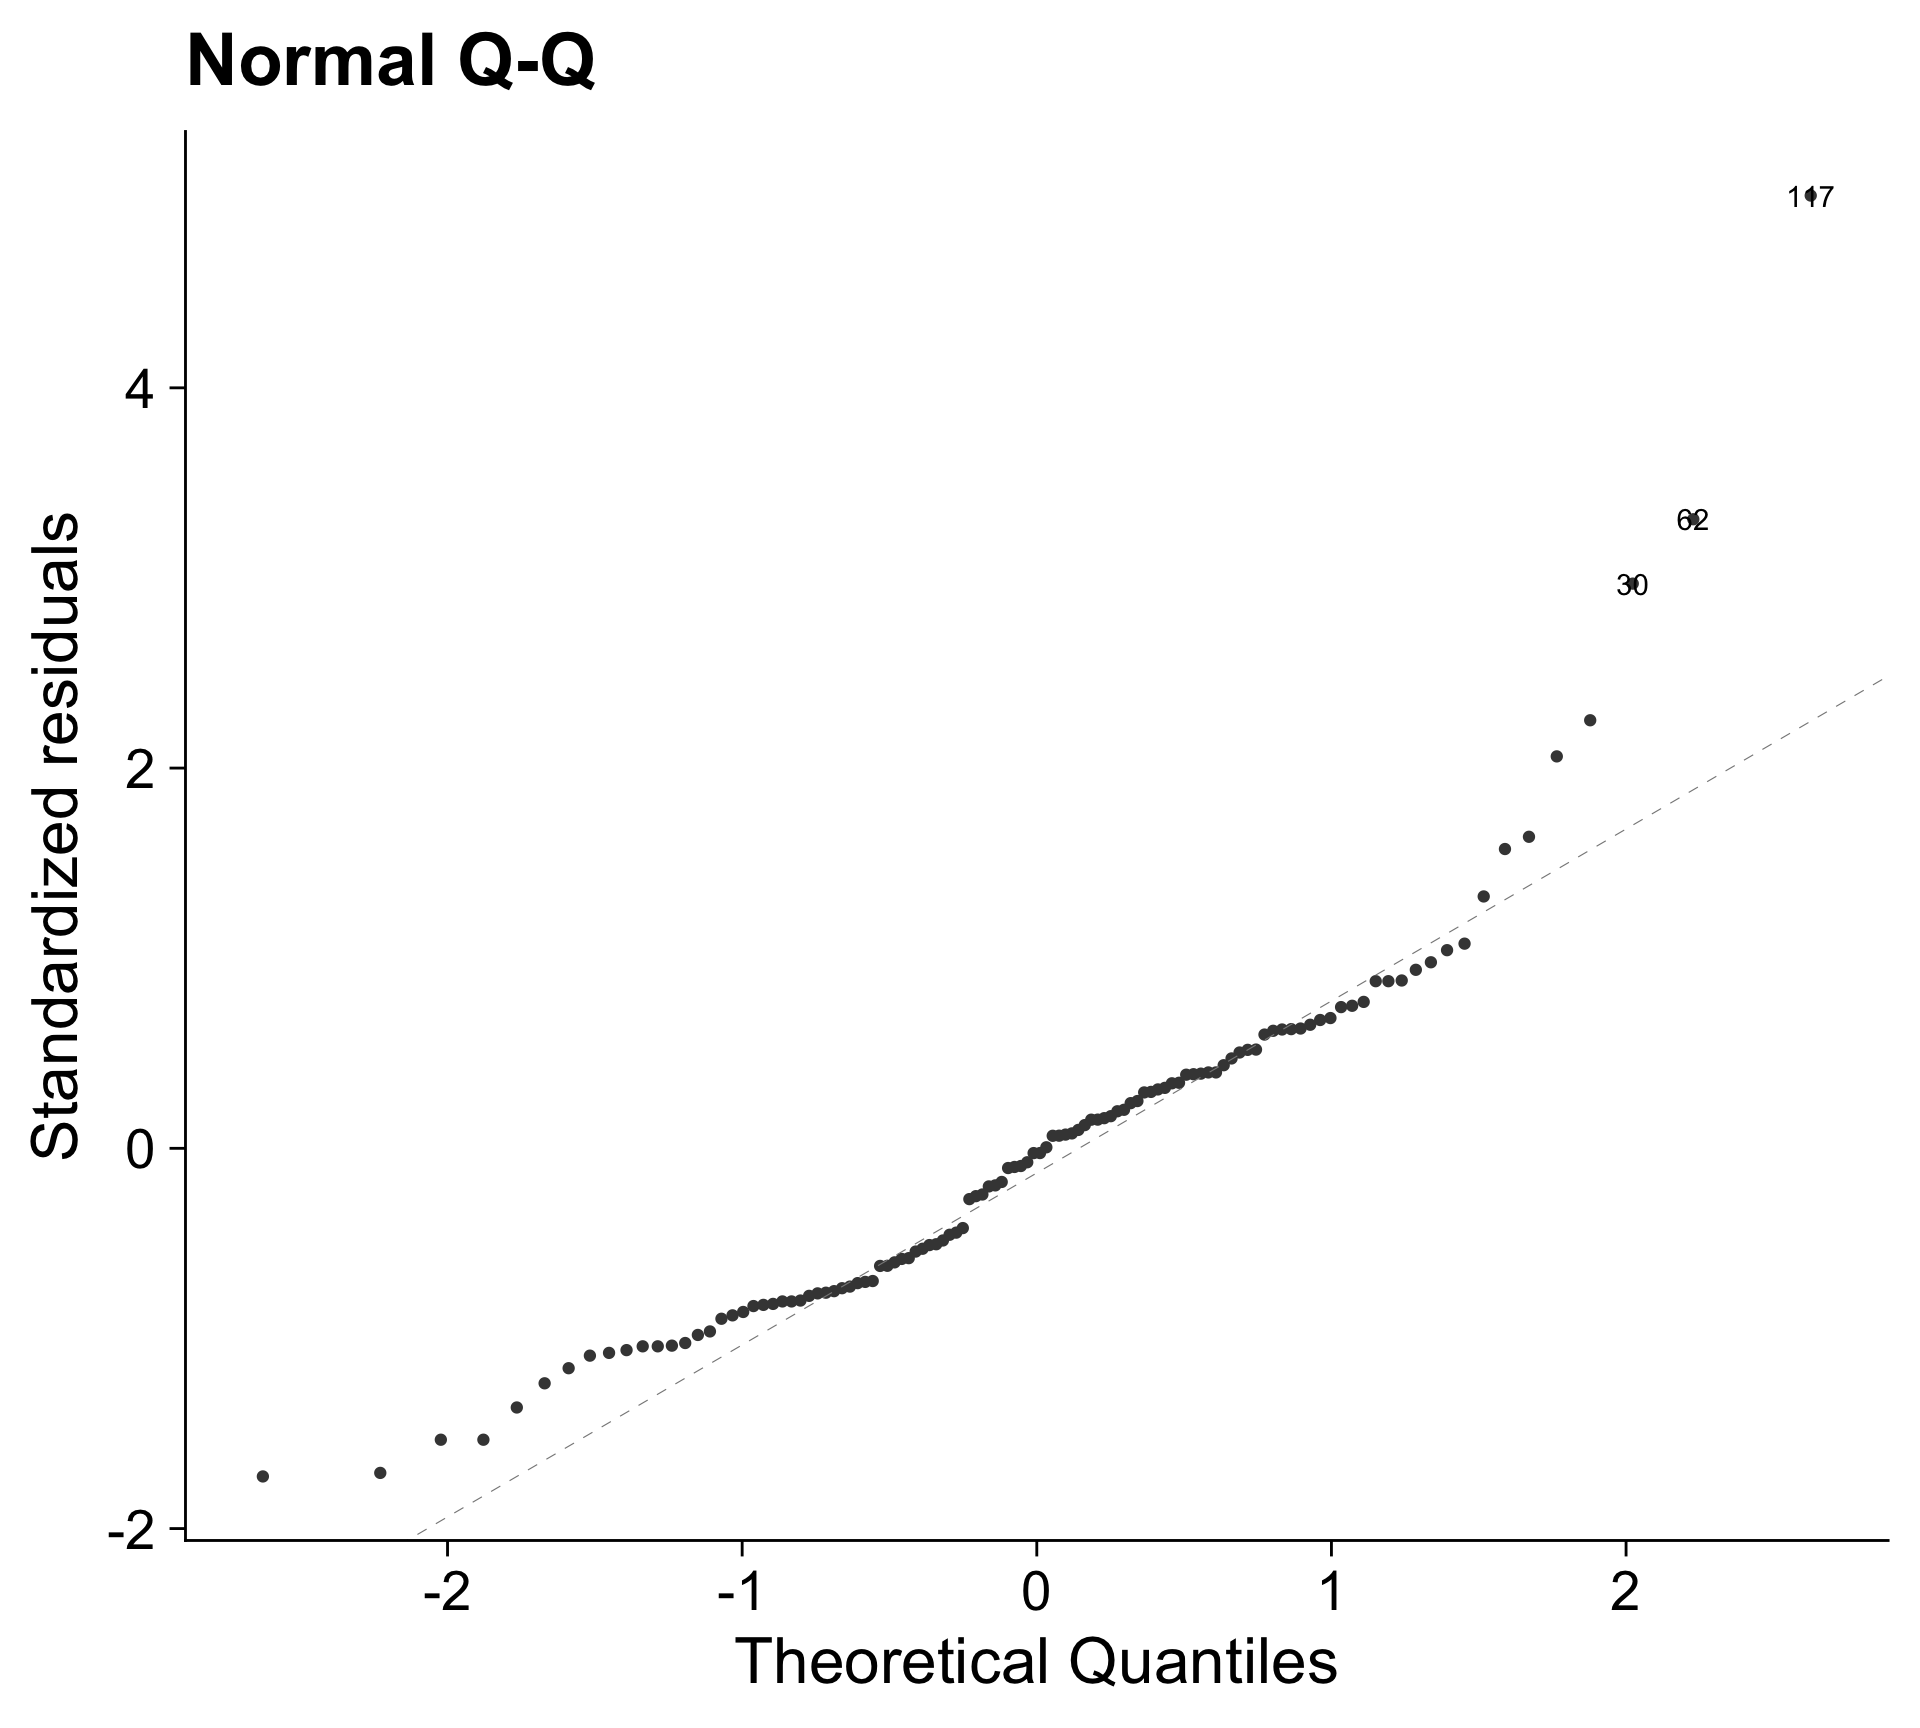 Normal Q-Q
117
4
62
30
2
0
-2
-2 -1 0 1 2
Standardized residuals
Theoretical Quantiles